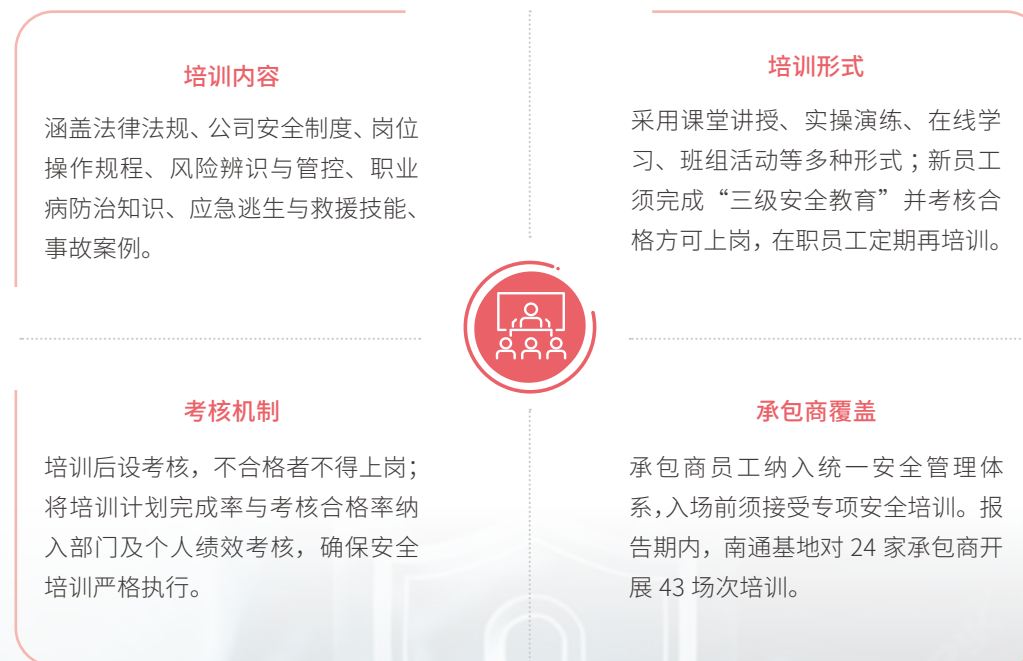 培训内容
涵盖法律法规、公司安全制度、岗位
操作规程、风险辨识与管控、职业
病防治知识、应急逃生与救援技能、
事故案例。
培训形式
采用课堂讲授、实操演练、在线学
习、班组活动等多种形式；新员工
须完成“三级安全教育”并考核合
格方可上岗，在职员工定期再培训。
考核机制
培训后设考核，不合格者不得上岗；
将培训计划完成率与考核合格率纳
入部门及个人绩效考核，确保安全
培训严格执行。
承包商覆盖
承包商员工纳入统一安全管理体
系，入场前须接受专项安全培训。报
告期内，南通基地对 24 家承包商开
展 43 场次培训。